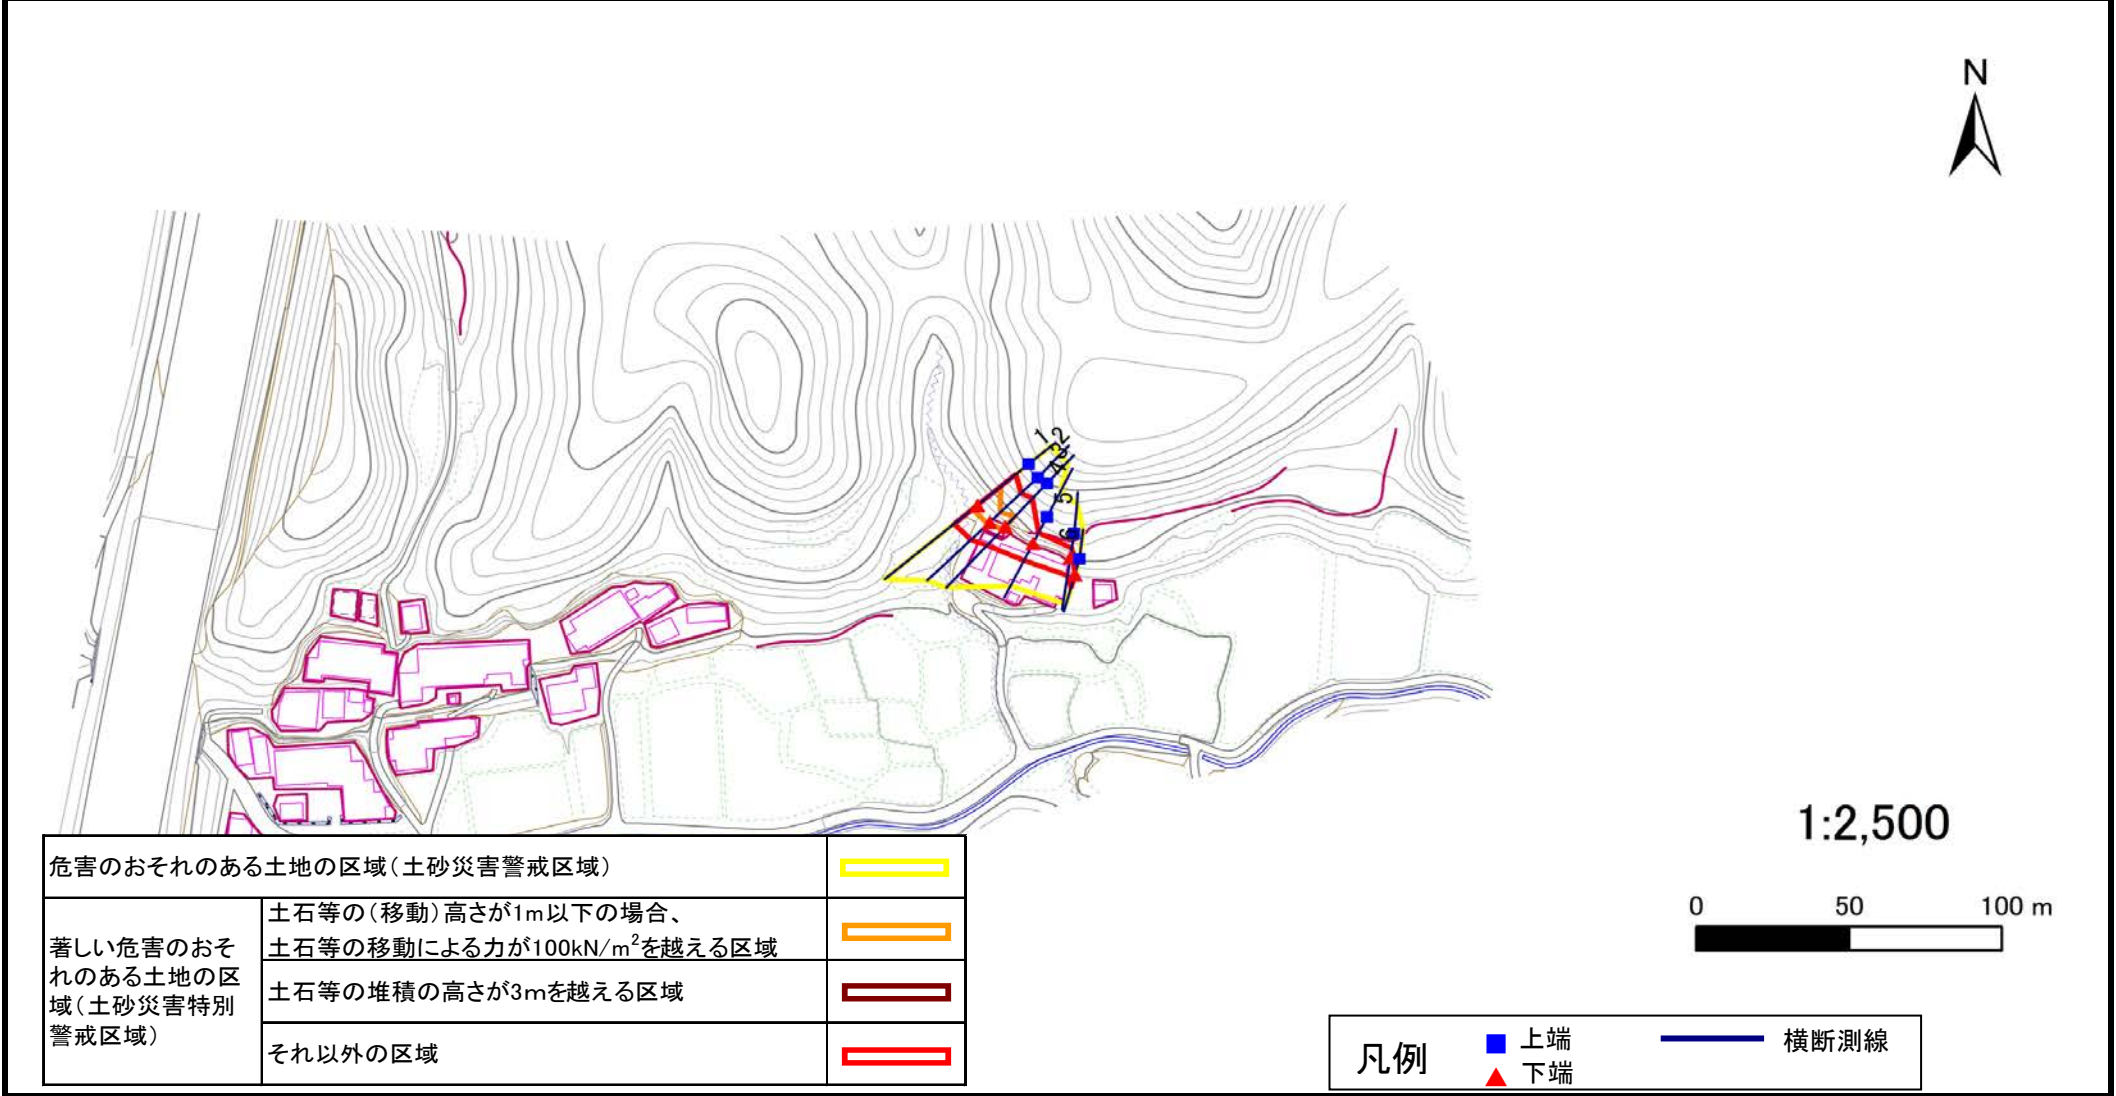 N
1
2
3
4
5
6
1:2,500
0 50 100 m
危害のおそれのある土地の区域（土砂災害警戒区域）
著しい危害のおそ
れのある土地の区
域（土砂災害特別
警戒区域）
土石等の（移動）高さが1m以下の場合、
土石等の移動による力が100kN/m²を越える区域
土石等の堆積の高さが3mを越える区域
それ以外の区域
凡例
上端
下端
横断測線